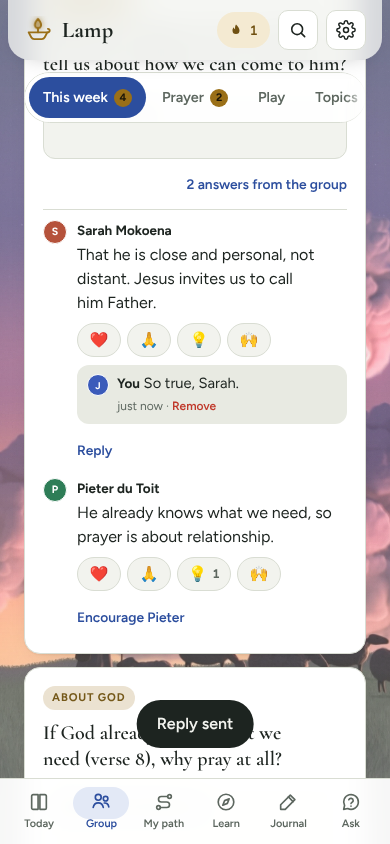 Lamp
1
tell us about how we can come to him?
This week 4
Prayer 2
Play
Topics
2 answers from the group
S
Sarah Mokoena
That he is close and personal, not
distant. Jesus invites us to call
him Father.
J
You So true, Sarah.
just now · Remove
Reply
P
Pieter du Toit
He already knows what we need, so
prayer is about relationship.
1
Encourage Pieter
ABOUT GOD
If God we
need (verse 8), why pray at all?
Reply sent
Today
Group
My path
Learn
Journal
Ask